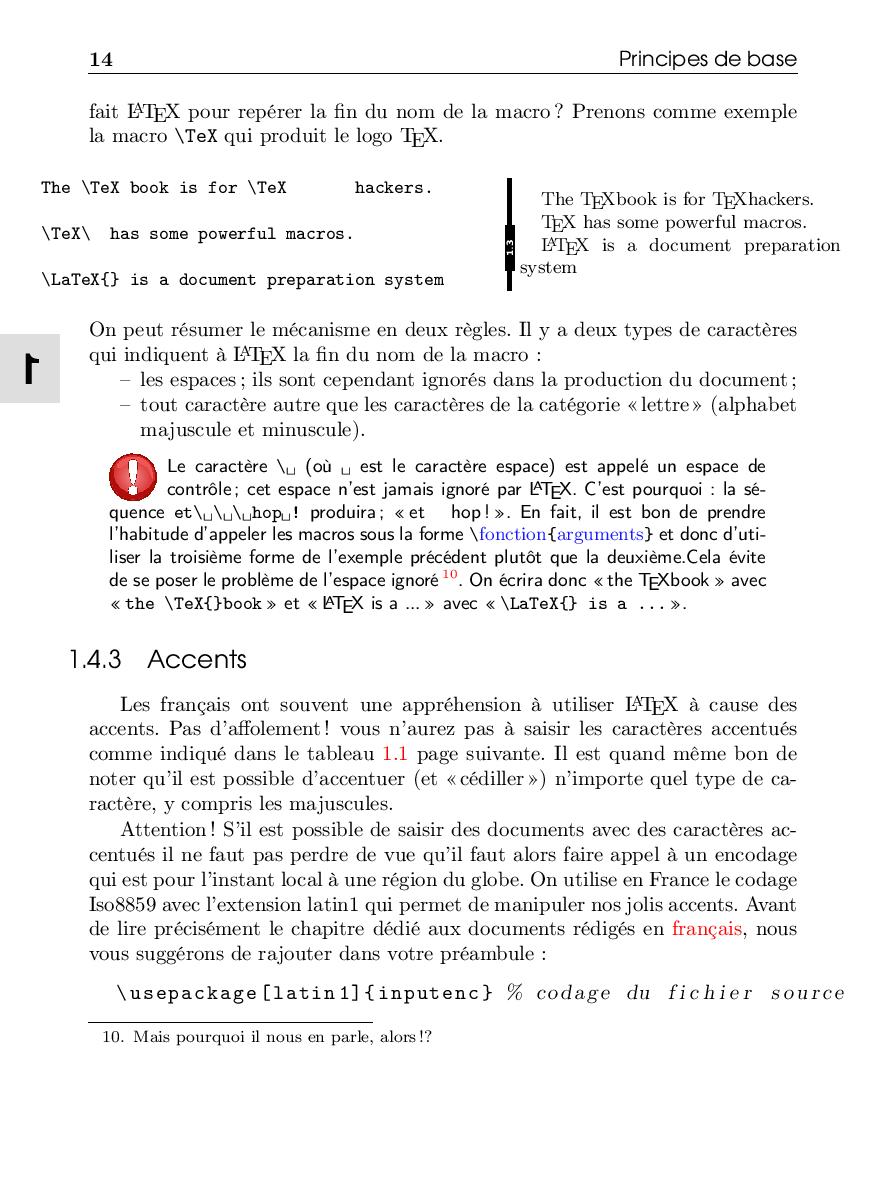 14 Principes de base
fait LATEX pour repérer la fin du nom de la macro ? Prenons comme exemple
la macro \TeX qui produit le logo TEX.
The \TeX book is for \TeX hackers.
\TeX\ has some powerful macros.
\LaTeX{} is a document preparation system
1.3
The TEXbook is for TEXhackers.
TEX has some powerful macros.
LATEX is a document preparation
system
On peut résumer le mécanisme en deux règles. Il y a deux types de caractères
qui indiquent à LATEX la fin du nom de la macro :
1
– les espaces ; ils sont cependant ignorés dans la production du document ;
– tout caractère autre que les caractères de la catégorie « lettre » (alphabet
majuscule et minuscule).
Le caractère \␣ (où ␣ est le caractère espace) est appelé un espace de
contrôle ; cet espace n'est jamais ignoré par LATEX. C'est pourquoi : la sé-
quence et\␣\␣\␣hop␣! produira ; « et hop ! ». En fait, il est bon de prendre
l'habitude d'appeler les macros sous la forme \fonction{arguments} et donc d'uti-
liser la troisième forme de l'exemple précédent plutôt que la deuxième.Cela évite
de se poser le problème de l'espace ignoré 10. On écrira donc « the TEXbook » avec
« the \TeX{}book » et « LATEX is a ... » avec « \LaTeX{} is a ... ».
1.4.3 Accents
Les français ont souvent une appréhension à utiliser LATEX à cause des
accents. Pas d'affolement ! vous n'aurez pas à saisir les caractères accentués
comme indiqué dans le tableau 1.1 page suivante. Il est quand même bon de
noter qu'il est possible d'accentuer (et « cédiller ») n'importe quel type de ca-
ractère, y compris les majuscules.
Attention ! S'il est possible de saisir des documents avec des caractères ac-
centués il ne faut pas perdre de vue qu'il faut alors faire appel à un encodage
qui est pour l'instant local à une région du globe. On utilise en France le codage
Iso8859 avec l'extension latin1 qui permet de manipuler nos jolis accents. Avant
de lire précisément le chapitre dédié aux documents rédigés en français, nous
vous suggérons de rajouter dans votre préambule :
\usepackage[latin1]{inputenc} % codage du fichier source
10. Mais pourquoi il nous en parle, alors !?